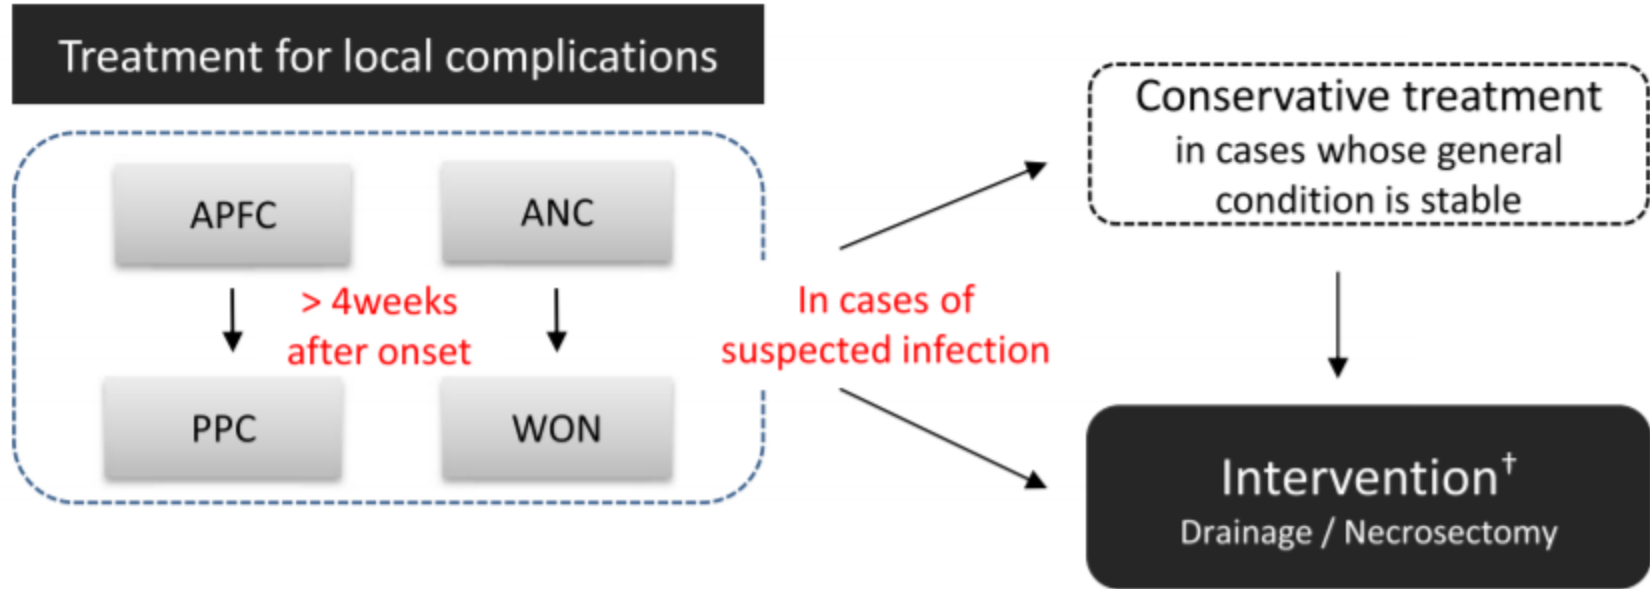 Treatment for local complications
APFC
ANC
> 4weeks
after onset
PPC
WON
In cases of
suspected infection
Conservative treatment
in cases whose general
condition is stable
Intervention†
Drainage / Necrosectomy